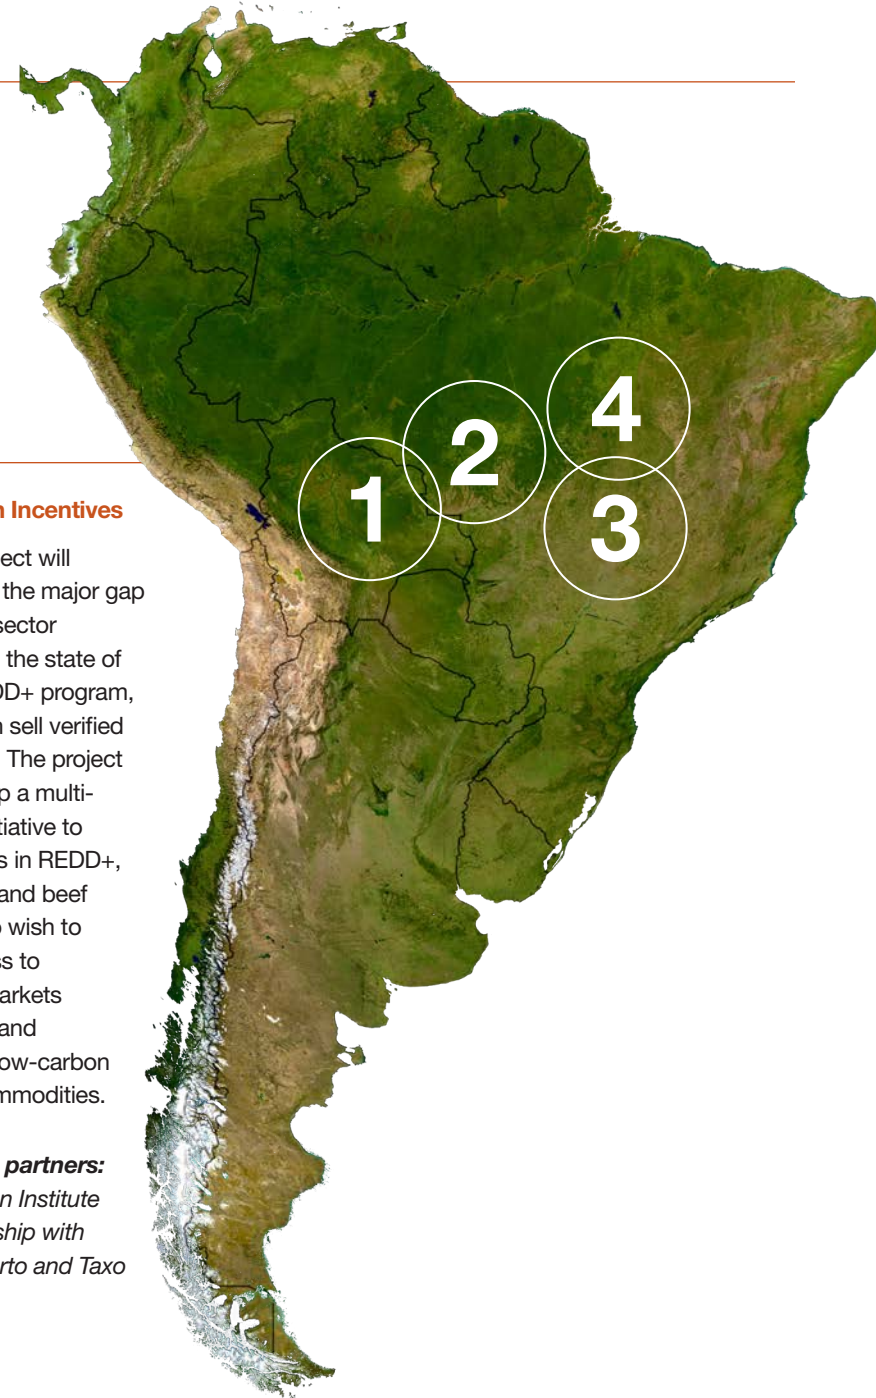 n Incentives
ect will
the major gap
sector
the state of
DD+ program,
n sell verified
. The project
p a multi-
tiative to
s in REDD+,
and beef
o wish to
ss to
arkets
and
ow-carbon
mmodities.
partners:
n Institute
ship with
rto and Taxo
4
2
1
3